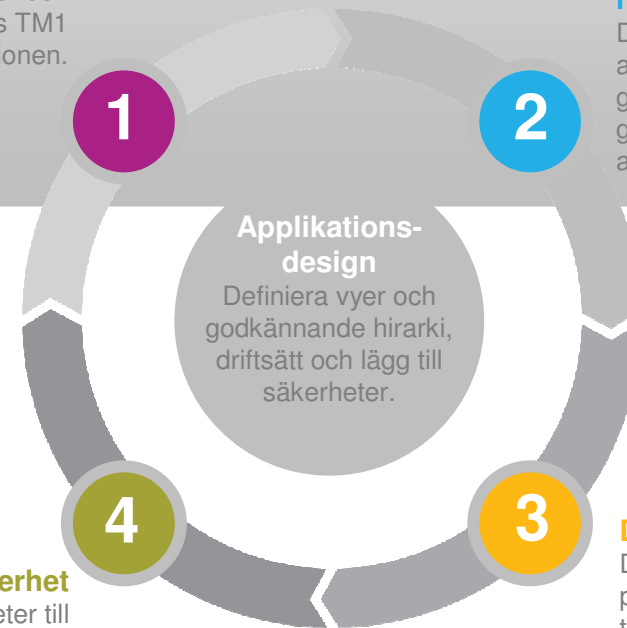 s TM1
ionen.
1
2
Applikations-
design
Definiera vyer och
godkännande hirarki,
driftsätt och lägg till
säkerheter.
4
3
erhet
eter till